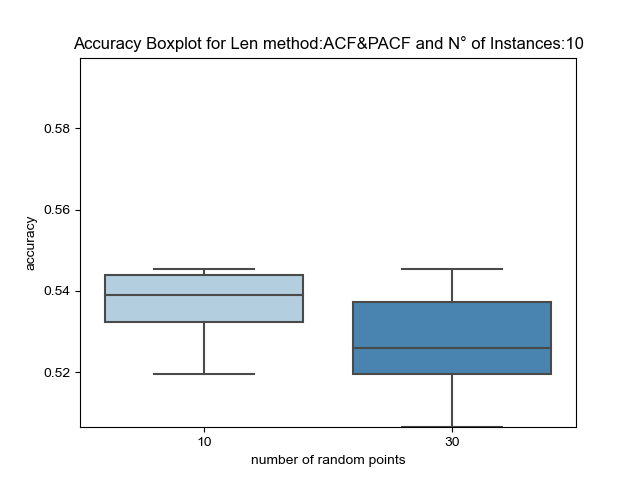 Accuracy Boxplot for Len method:ACF&PACF and N° of Instances:10
0.58
0.56
0.54
0.52
accuracy
10 30
number of random points